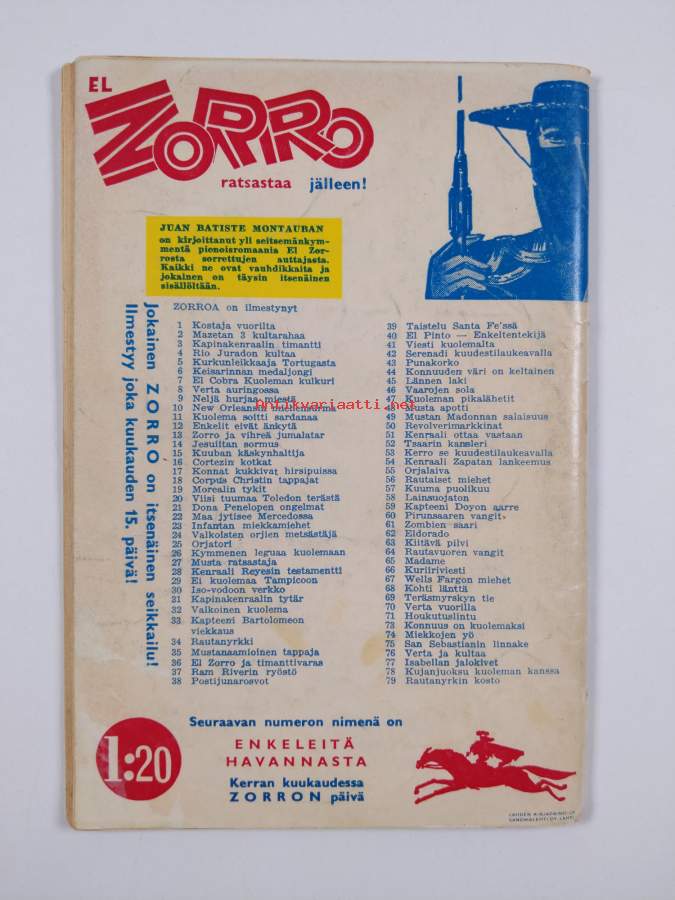 EL
ZORRO
ratsastaa jälleen!
JUAN BATISTE MONTAUBAN
on kirjoittanut yli seitsemänkym-
mentä pienoisromaania El Zor-
rosta sorrettujen auttajasta.
Kaikki ne ovat vauhdikkaita ja
jokainen on täysin itsenäinen
sisällöltään.
Jokainen ZORRO on itsenäinen seikkailu!
Ilmestyy joka kuukauden 15. päivä!
ZORROA on ilmestynyt
1 Kostaja vuorilta
2 Mazetan 3 kultarahaa
3 Kapinakenraalin timantti
4 Rio Juradon kultaa
5 Kurkunleikkaaja Tortugasta
6 Keisarinnan medaljongi
7 El Cobra Kuoleman kulkuri
8 Verta auringossa
9 Neljä hurjaa miestä
10 New Orleansin
11 Kuolema soitti sardanaa
12 Enkelit eivät änkytä
13 Zorro ja vihreä jumalatar
14 Jesuiitan sormus
15 Kuuban käskynhaltija
16 Cortezin kotkat
17 Konnat kukkivat hirsipuissa
18 Corpus Christin tappajat
19 Morealin tykit
20 Viisi tuumaa Toledon terästä
21 Dona Penelopen ongelmat
22 Maa jytisee Mercedossa
23 Infantan miekkamiehet
24 Valkolsten orjien metsästäjä
25 Orjatori
26 Kymmenen leguaa kuolemaan
27 Musta ratsastaja
28 Kenraali Reyesin testamentti
29 Ei kuolemaa Tampicoon
30 Iso-vodoon verkko
31 Kapinakenraalin tytär
32 Valkoinen kuolema
33 Kapteeni Bartolomeon
viekkaus
34 Rautanyrkki
35 Mustanaamioinen tappaja
36 El Zorro ja timanttivaras
37 Ram Riverin ryöstö
38 Postijunarosvot
39 Taistelu Santa Fe'ssä
40 El Pinto — Enkeltentekijä
41 Viesti kuolemalta
42 Serenadi kuudestilaukeavalla
43 Punakorko
44 Konnuuden väri on keltainen
45 Lännen laki
46 Vaarojen sola
47 Kuoleman pikalähetit
48 Musta apotti
49 Mustan Madonnan salaisuus
50 Revolverimarkkinat
51 Kenraali ottaa vastaan
52 Tsaarin kansleri
53 Kerro se kuudestilaukeavalla
54 Kenraali Zapatan lankeemus
55 Orjalaiva
56 Rautaiset miehet
57 Kuuma puolikuu
58 Lainsuojaton
59 Kapteeni Doyon aarre
60 Pirunsaaren vangit
61 Zombien saari
62 Eldorado
63 Kiitävä pilvi
64 Rautavuoren vangit
65 Madame
66 Kuriiriviesti
67 Wells Fargon miehet
68 Kohti länttä
69 Teräsmyrskyn tie
70 Verta vuorilla
71 Houkutuslintu
73 Konnuus on kuolemaksi
74 Miekkojen yö
75 San Sebastianin linnake
76 Verta ja kultaa
77 Isabellan jalokivet
78 Kujanjuoksu kuoleman kanssa
79 Rautanyrkin kosto
Antikvariaatti.net
1:20
Seuraavan numeron nimenä on
ENKELEITÄ
HAVANNASTA
Kerran kuukaudessa
ZORRON päivä